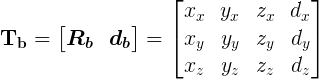 T_b = [R_b d_b] = [x_x y_x z_x d_x
x_y y_y z_y d_y
x_z y_z z_z d_z]